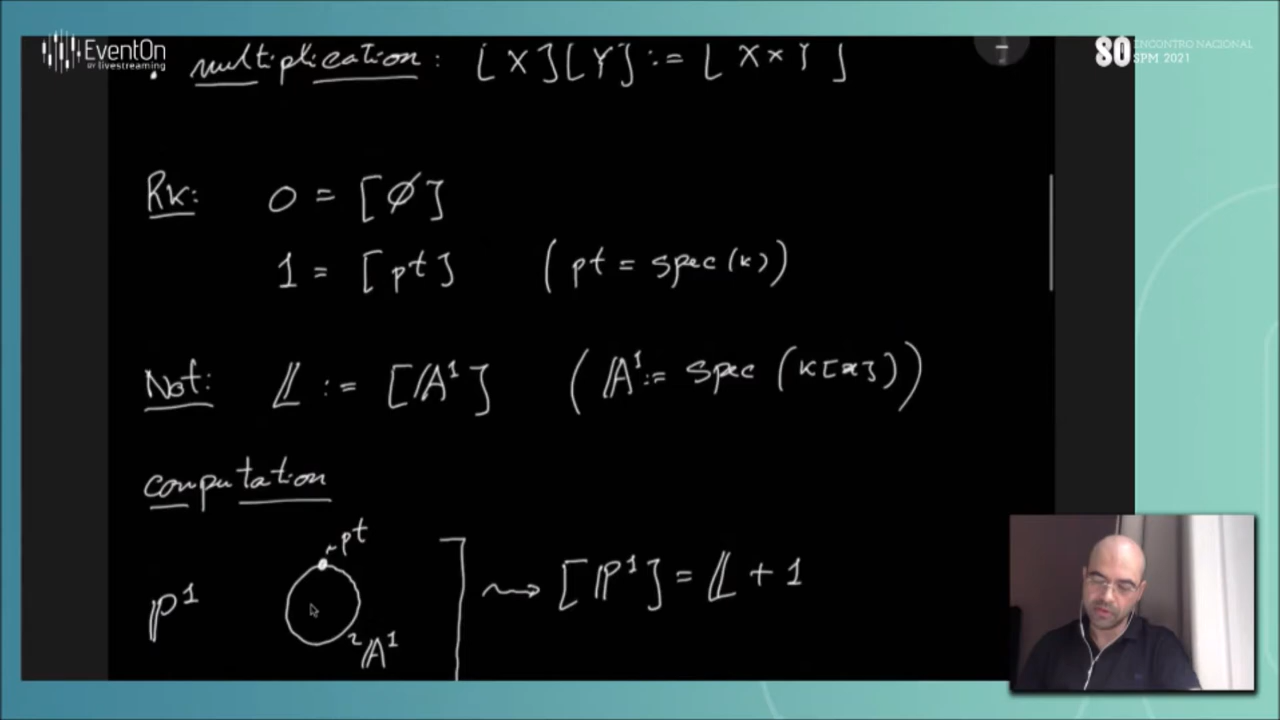 EventOn
BY livestreaming
80 ENCONTRO NACIONAL
SPM 2021
• multiplication : [X][Y] := [X×Y]
Rk: 0 = [∅]
1 = [pt] (pt = spec(k))
Not: 𝕃 := [𝔸¹] (𝔸¹ := spec(k[x]))
computation
~pt
ℙ¹ ] ⇝ [ℙ¹] = 𝕃 + 1
𝔸¹